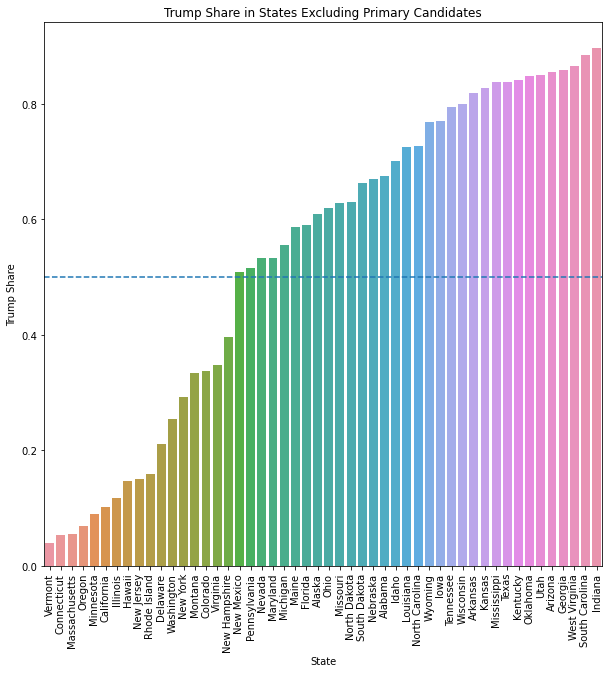 Trump Share in States Excluding Primary Candidates
Trump Share
0.8
0.6
0.4
0.2
0.0
Vermont
Connecticut
Massachusetts
Oregon
Minnesota
California
Illinois
Hawaii
New Jersey
Rhode Island
Delaware
Washington
New York
Montana
Colorado
Virginia
New Hampshire
New Mexico
Pennsylvania
Nevada
Maryland
Michigan
Maine
Florida
Alaska
Ohio
Missouri
North Dakota
South Dakota
Nebraska
Alabama
Idaho
Louisiana
North Carolina
Wyoming
Iowa
Tennessee
Wisconsin
Arkansas
Kansas
Mississippi
Texas
Kentucky
Oklahoma
Utah
Arizona
Georgia
West Virginia
South Carolina
Indiana
State